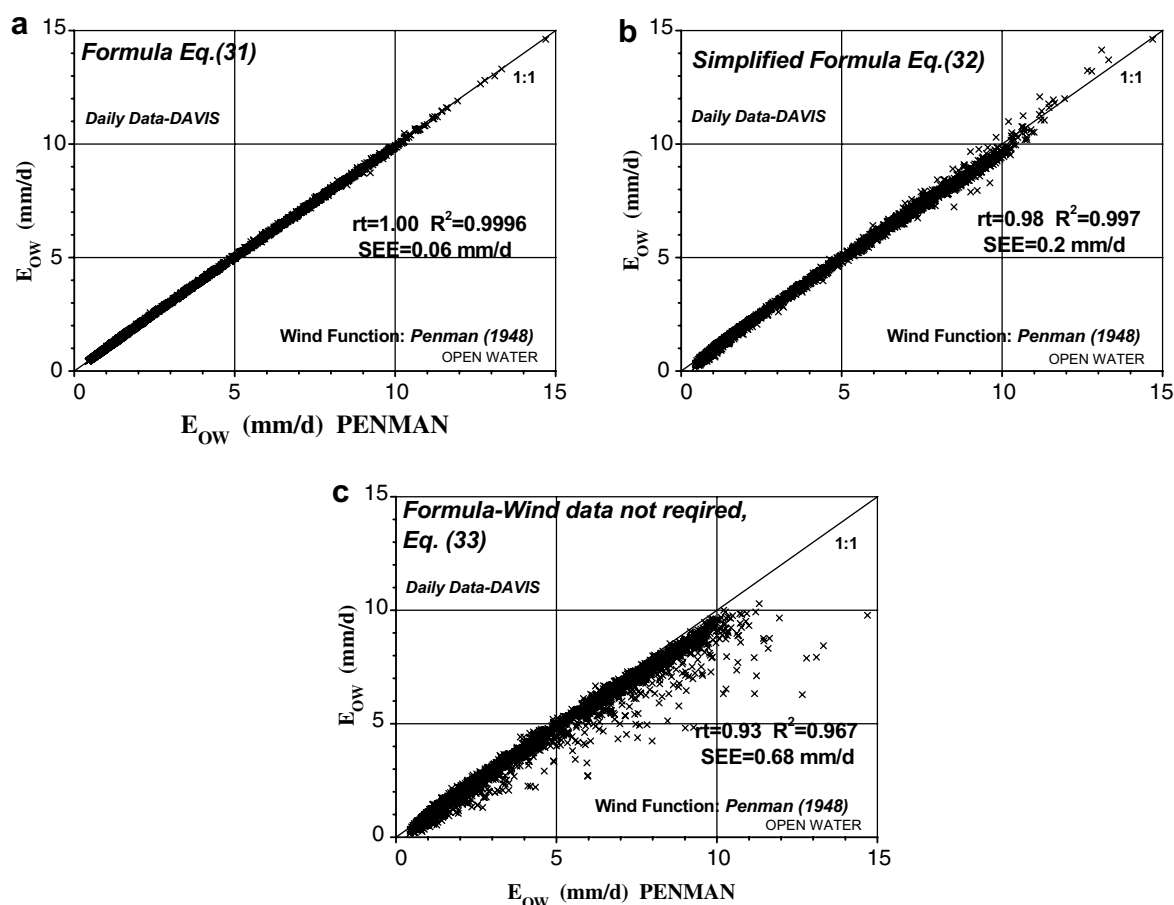 a
15
10
5
0
E_OW (mm/d)
Formula Eq.(31)
1:1
Daily Data-DAVIS
rt=1.00 R²=0.9996
SEE=0.06 mm/d
Wind Function: Penman (1948)
OPEN WATER
0 5 10 15
E_OW (mm/d) PENMAN
b
15
10
5
0
E_OW (mm/d)
Simplified Formula Eq(32)
1:1
Daily Data-DAVIS
rt=0.98 R²=0.997
SEE=0.2 mm/d
Wind Function: Penman (1948)
OPEN WATER
0 5 10 15
c
15
10
5
0
E_OW (mm/d)
Formula-Wind data not reqired,
Eq. (33)
1:1
Daily Data-DAVIS
rt=0.93 R²=0.967
SEE=0.68 mm/d
Wind Function: Penman (1948)
OPEN WATER
0 5 10 15
E_OW (mm/d) PENMAN